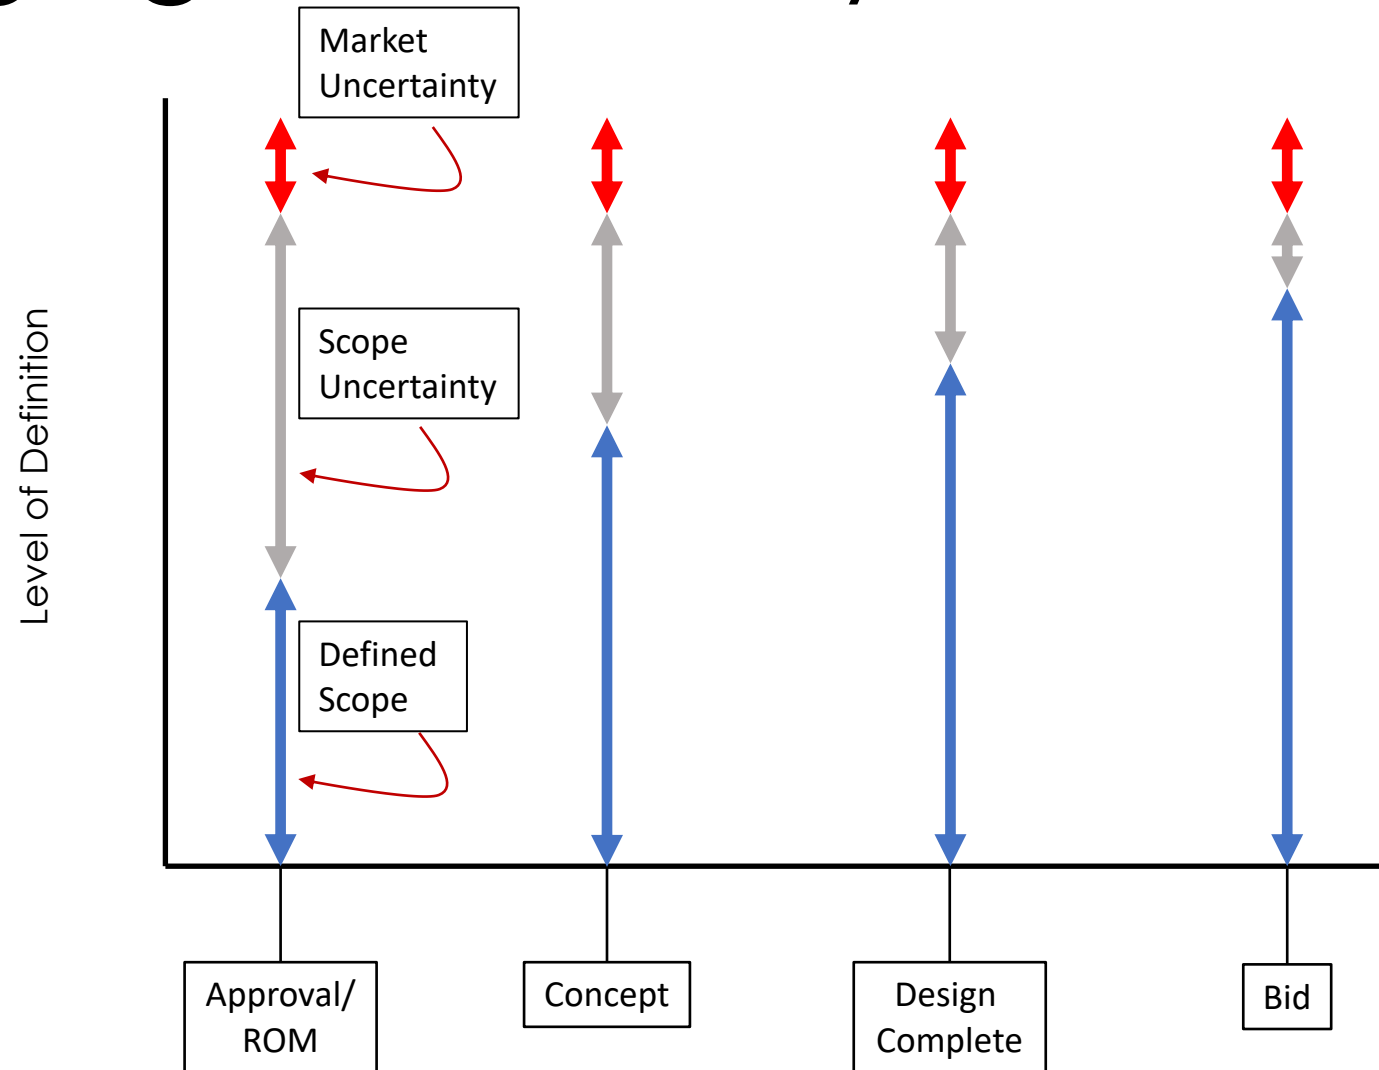 Market
Uncertainty
Scope
Uncertainty
Defined
Scope
Level of Definition
Approval/
ROM
Concept
Design
Complete
Bid